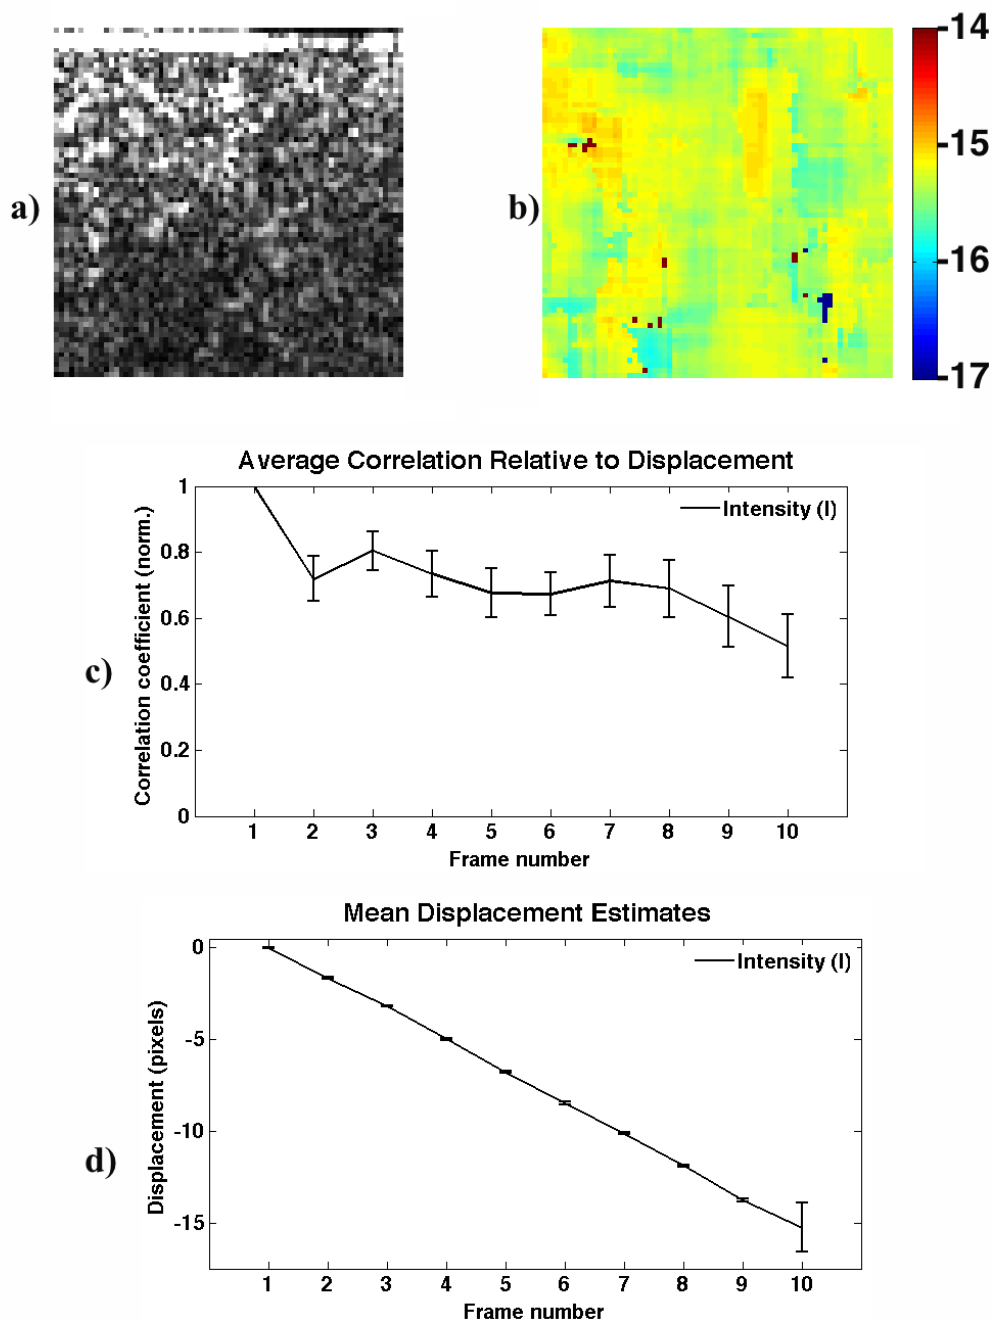 a)
b)
-14
-15
-16
-17
Average Correlation Relative to Displacement
Intensity (I)
c)
Correlation coefficient (norm.)
1
0.8
0.6
0.4
0.2
0
1 2 3 4 5 6 7 8 9 10
Frame number
Mean Displacement Estimates
Intensity (I)
d)
Displacement (pixels)
0
-5
-10
-15
1 2 3 4 5 6 7 8 9 10
Frame number